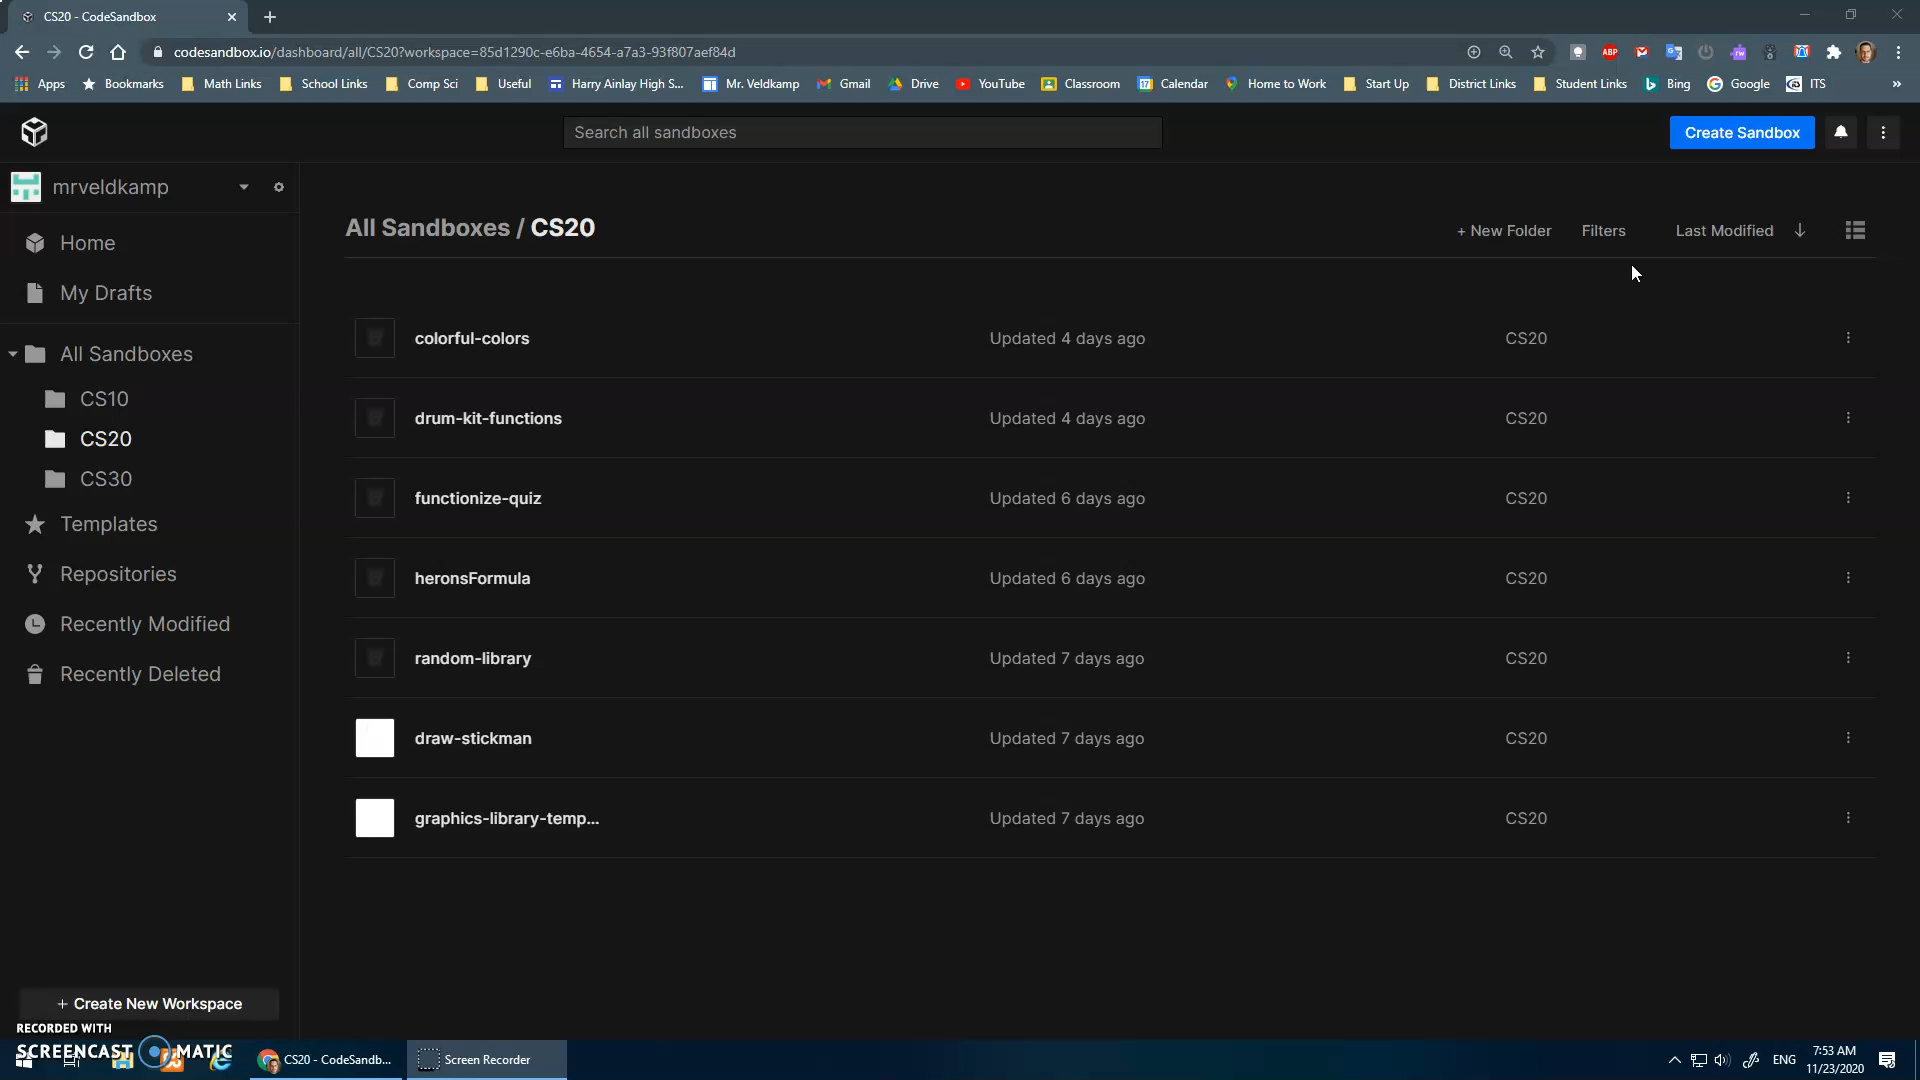 CS20 - CodeSandbox
codesandbox.io/dashboard/all/CS20?workspace=85d1290c-e6ba-4654-a7a3-93f807aef84d
ABP
Apps Bookmarks Math Links School Links Comp Sci Useful Harry Ainlay High S... Mr. Veldkamp Gmail Drive YouTube Classroom Calendar Home to Work Start Up District Links Student Links Bing Google ITS »
Search all sandboxes
Create Sandbox
mrveldkamp
Home
My Drafts
All Sandboxes
CS10
CS20
CS30
Templates
Repositories
Recently Modified
Recently Deleted
+ Create New Workspace
All Sandboxes / CS20
+ New Folder Filters Last Modified
colorful-colors Updated 4 days ago CS20
drum-kit-functions Updated 4 days ago CS20
functionize-quiz Updated 6 days ago CS20
heronsFormula Updated 6 days ago CS20
random-library Updated 7 days ago CS20
draw-stickman Updated 7 days ago CS20
graphics-library-temp... Updated 7 days ago CS20
RECORDED WITH
SCREENCAST MATIC
CS20 - CodeSandb...
Screen Recorder
ENG
7:53 AM
11/23/2020